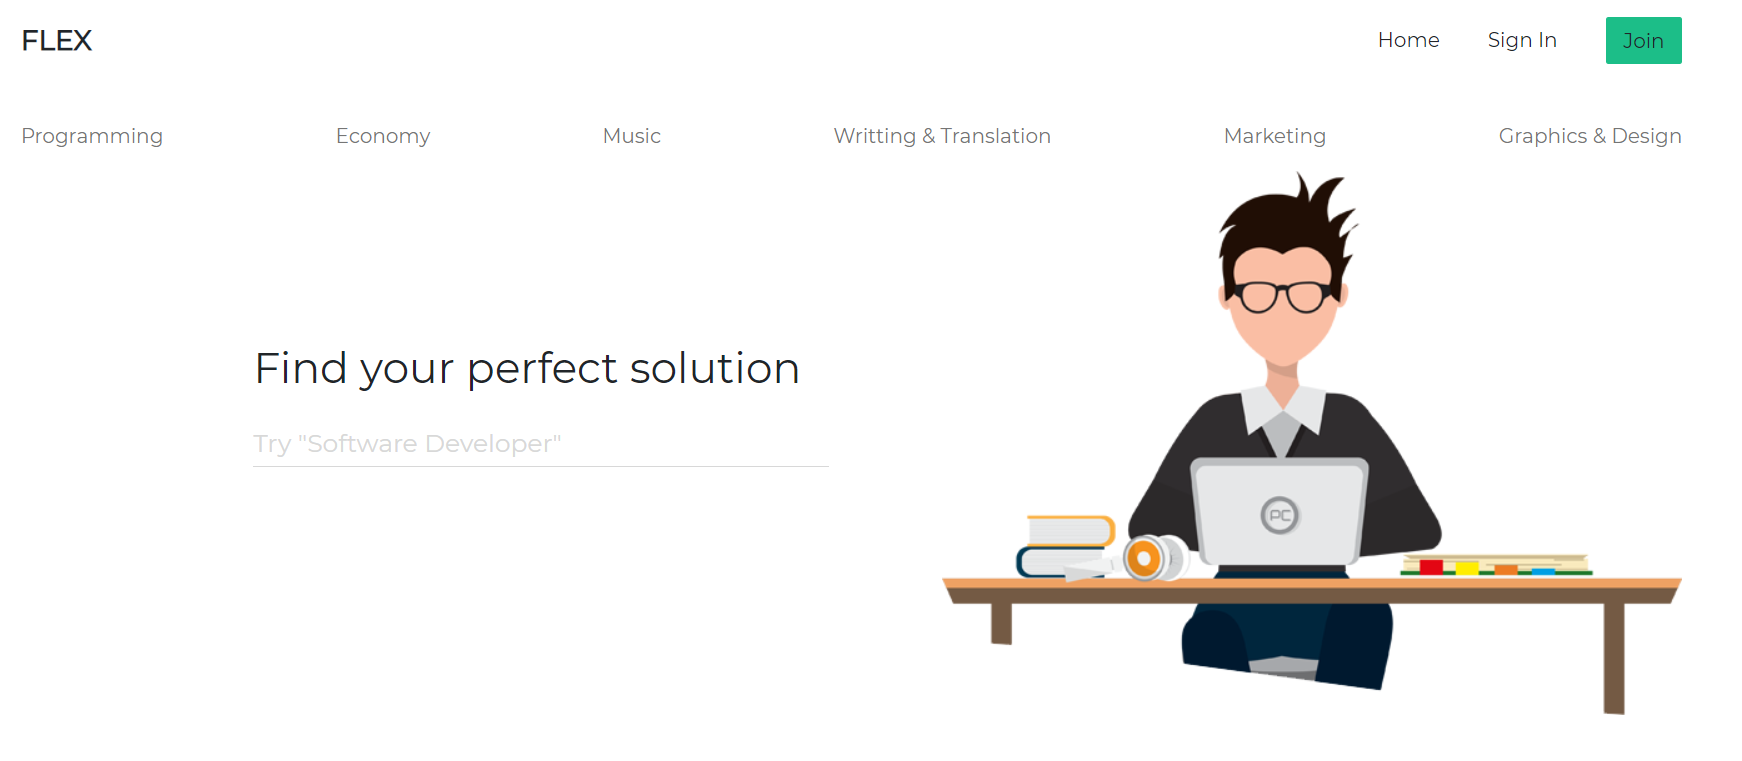 FLEX
Home Sign In Join
Programming Economy Music Writting & Translation Marketing Graphics & Design
Find your perfect solution
Try "Software Developer"
PC